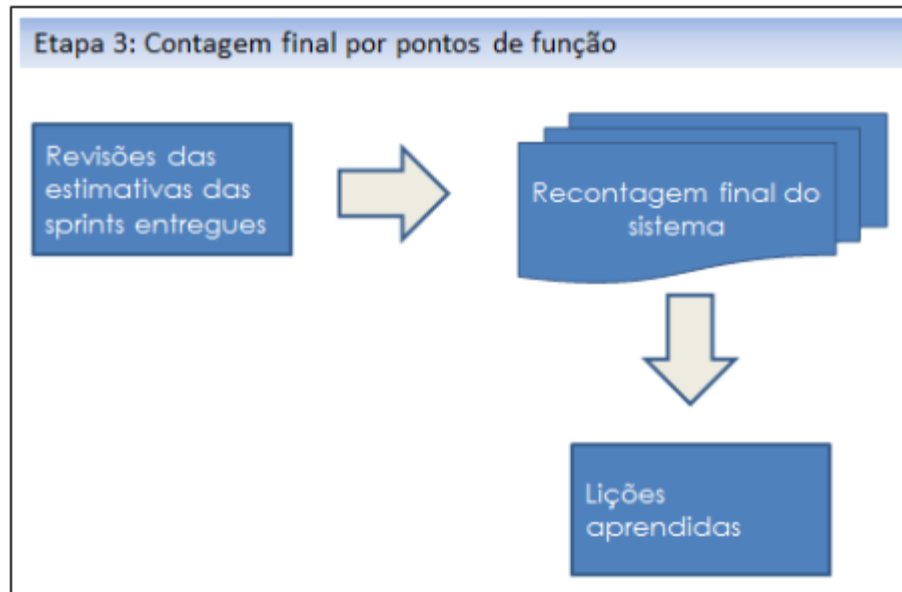 Etapa 3: Contagem final por pontos de função
Revisões das
estimativas das
sprints entregues
Recontagem final do
sistema
Lições
aprendidas